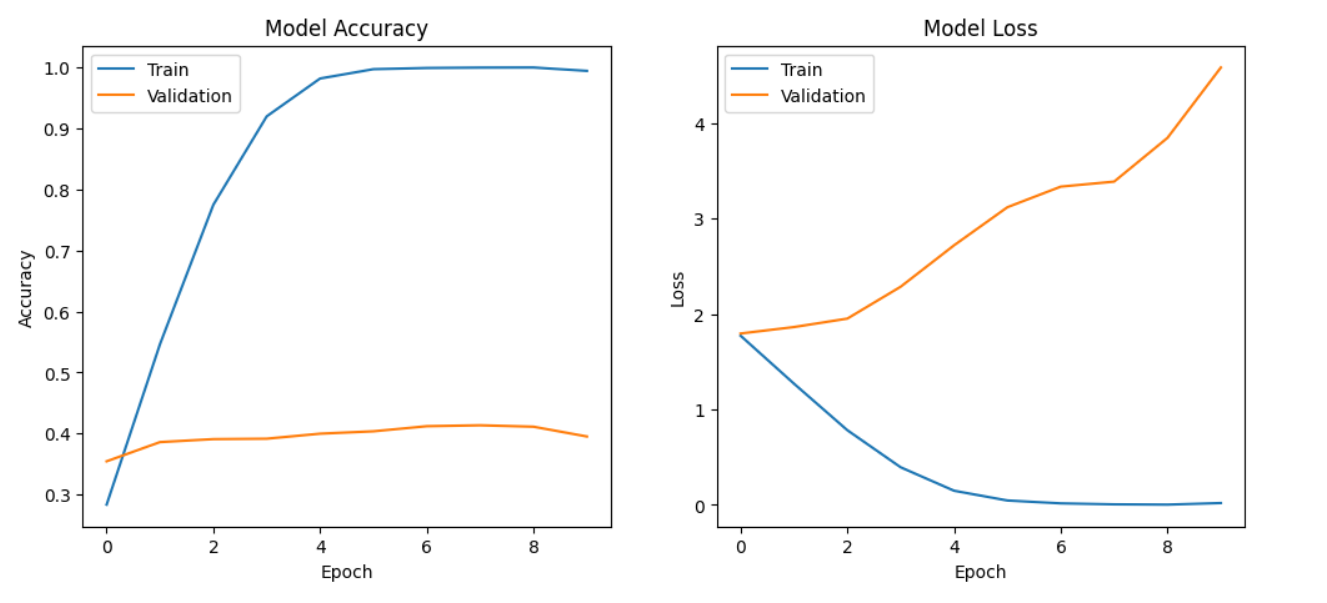 Model Accuracy
Train
Validation
1.0
0.9
0.8
0.7
0.6
0.5
0.4
0.3
Accuracy
0 2 4 6 8
Epoch
Model Loss
Train
Validation
4
3
2
1
0
Loss
0 2 4 6 8
Epoch